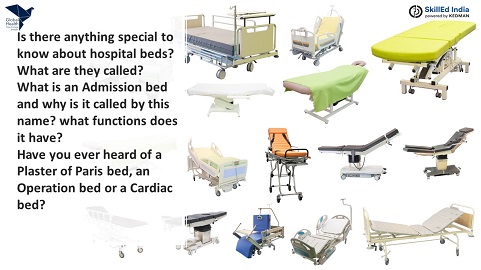 Global
Health
SkillEd India
powered by KEDMAN
Is there anything special to
know about hospital beds?
What are they called?
What is an Admission bed
and why is it called by this
name? what functions does
it have?
Have you ever heard of a
Plaster of Paris bed, an
Operation bed or a Cardiac
bed?